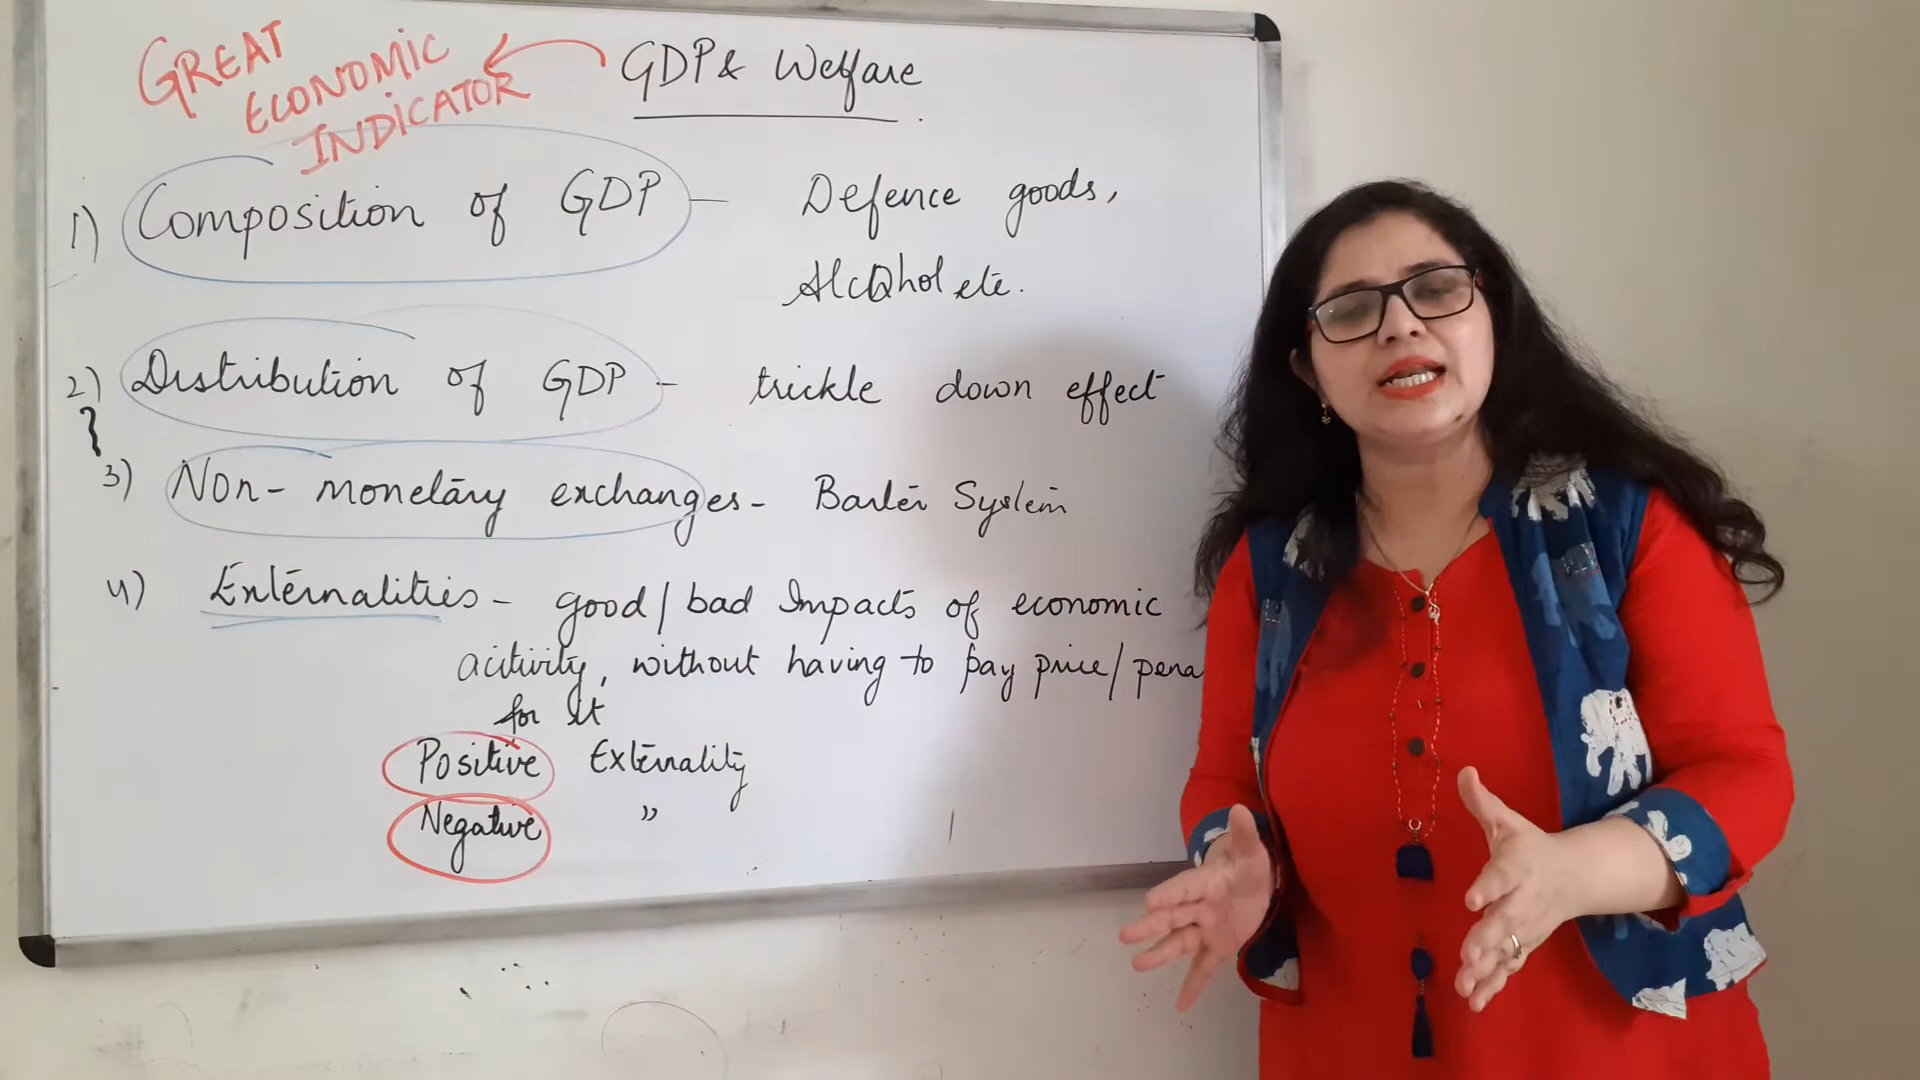 GREAT
ECONOMIC
INDICATOR
GDP & Welfare
1) Composition of GDP - Defence goods,
Alcohol etc.
2) Distribution of GDP - trickle down effect
3) Non-monetary exchanges - Barter System
4) Externalities - good/bad Impacts of economic
activity, without having to pay price/pena
for it
Positive Externality
Negative "